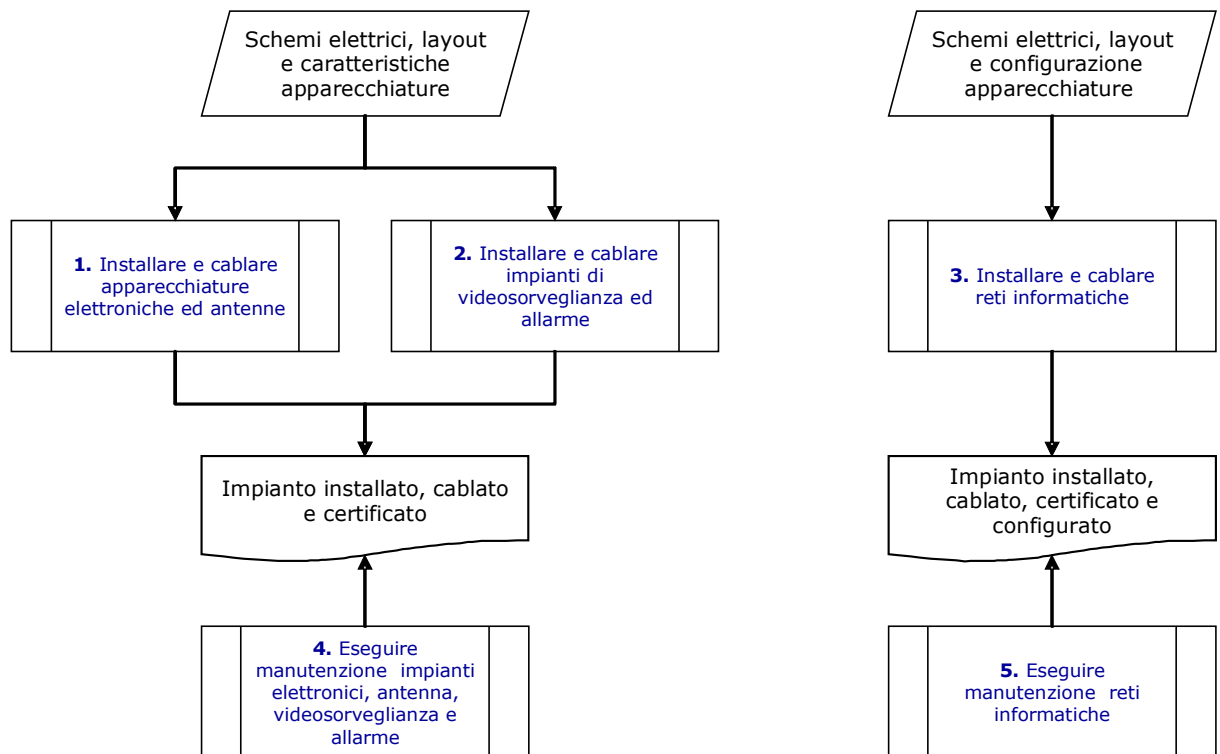 Schemi elettrici, layout
e caratteristiche
apparecchiature
Schemi elettrici, layout
e configurazione
apparecchiature
1. Installare e cablare
apparecchiature
elettroniche ed antenne
2. Installare e cablare
impianti di
videosorveglianza ed
allarme
3. Installare e cablare
reti informatiche
Impianto installato, cablato
e certificato
Impianto installato,
cablato, certificato e
configurato
4. Eseguire
manutenzione impianti
elettronici, antenna,
videosorveglianza e
allarme
5. Eseguire
manutenzione reti
informatiche